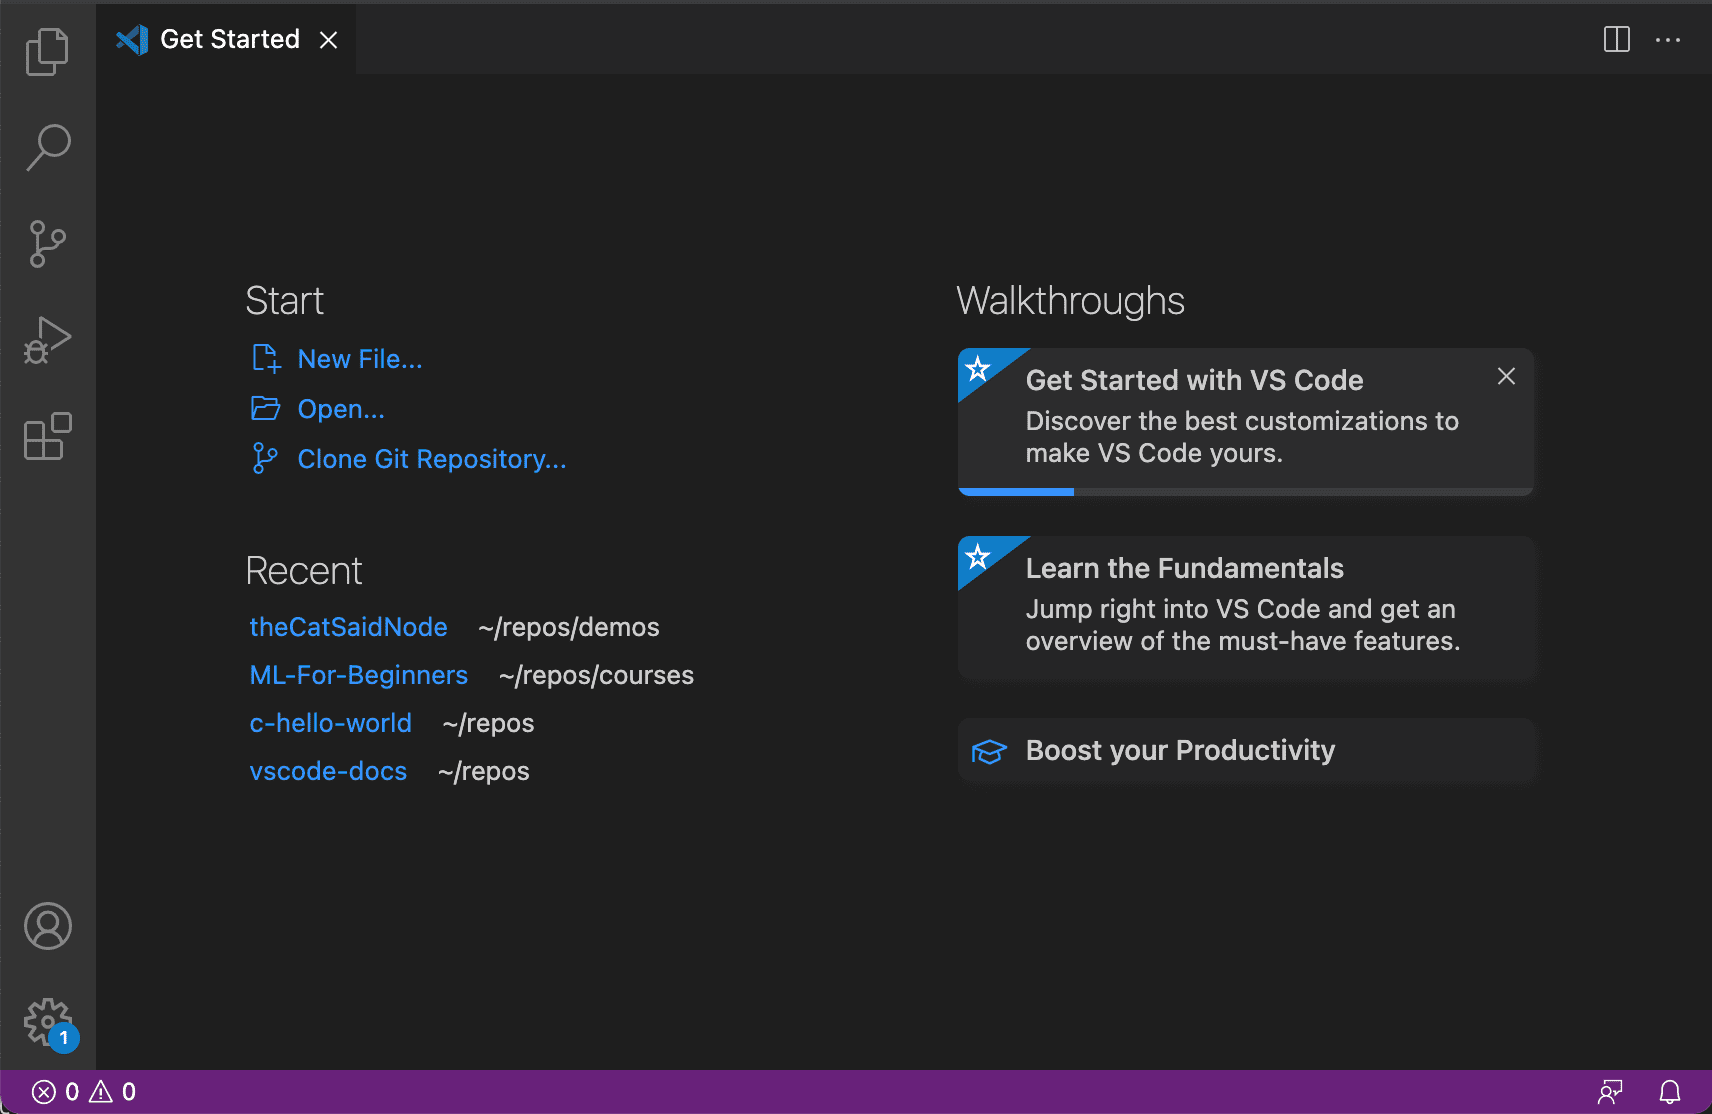 Get Started
Start
New File...
Open...
Clone Git Repository...
Recent
theCatSaidNode ~/repos/demos
ML-For-Beginners ~/repos/courses
c-hello-world ~/repos
vscode-docs ~/repos
Walkthroughs
Get Started with VS Code
Discover the best customizations to
make VS Code yours.
Learn the Fundamentals
Jump right into VS Code and get an
overview of the must-have features.
Boost your Productivity
1
0 0